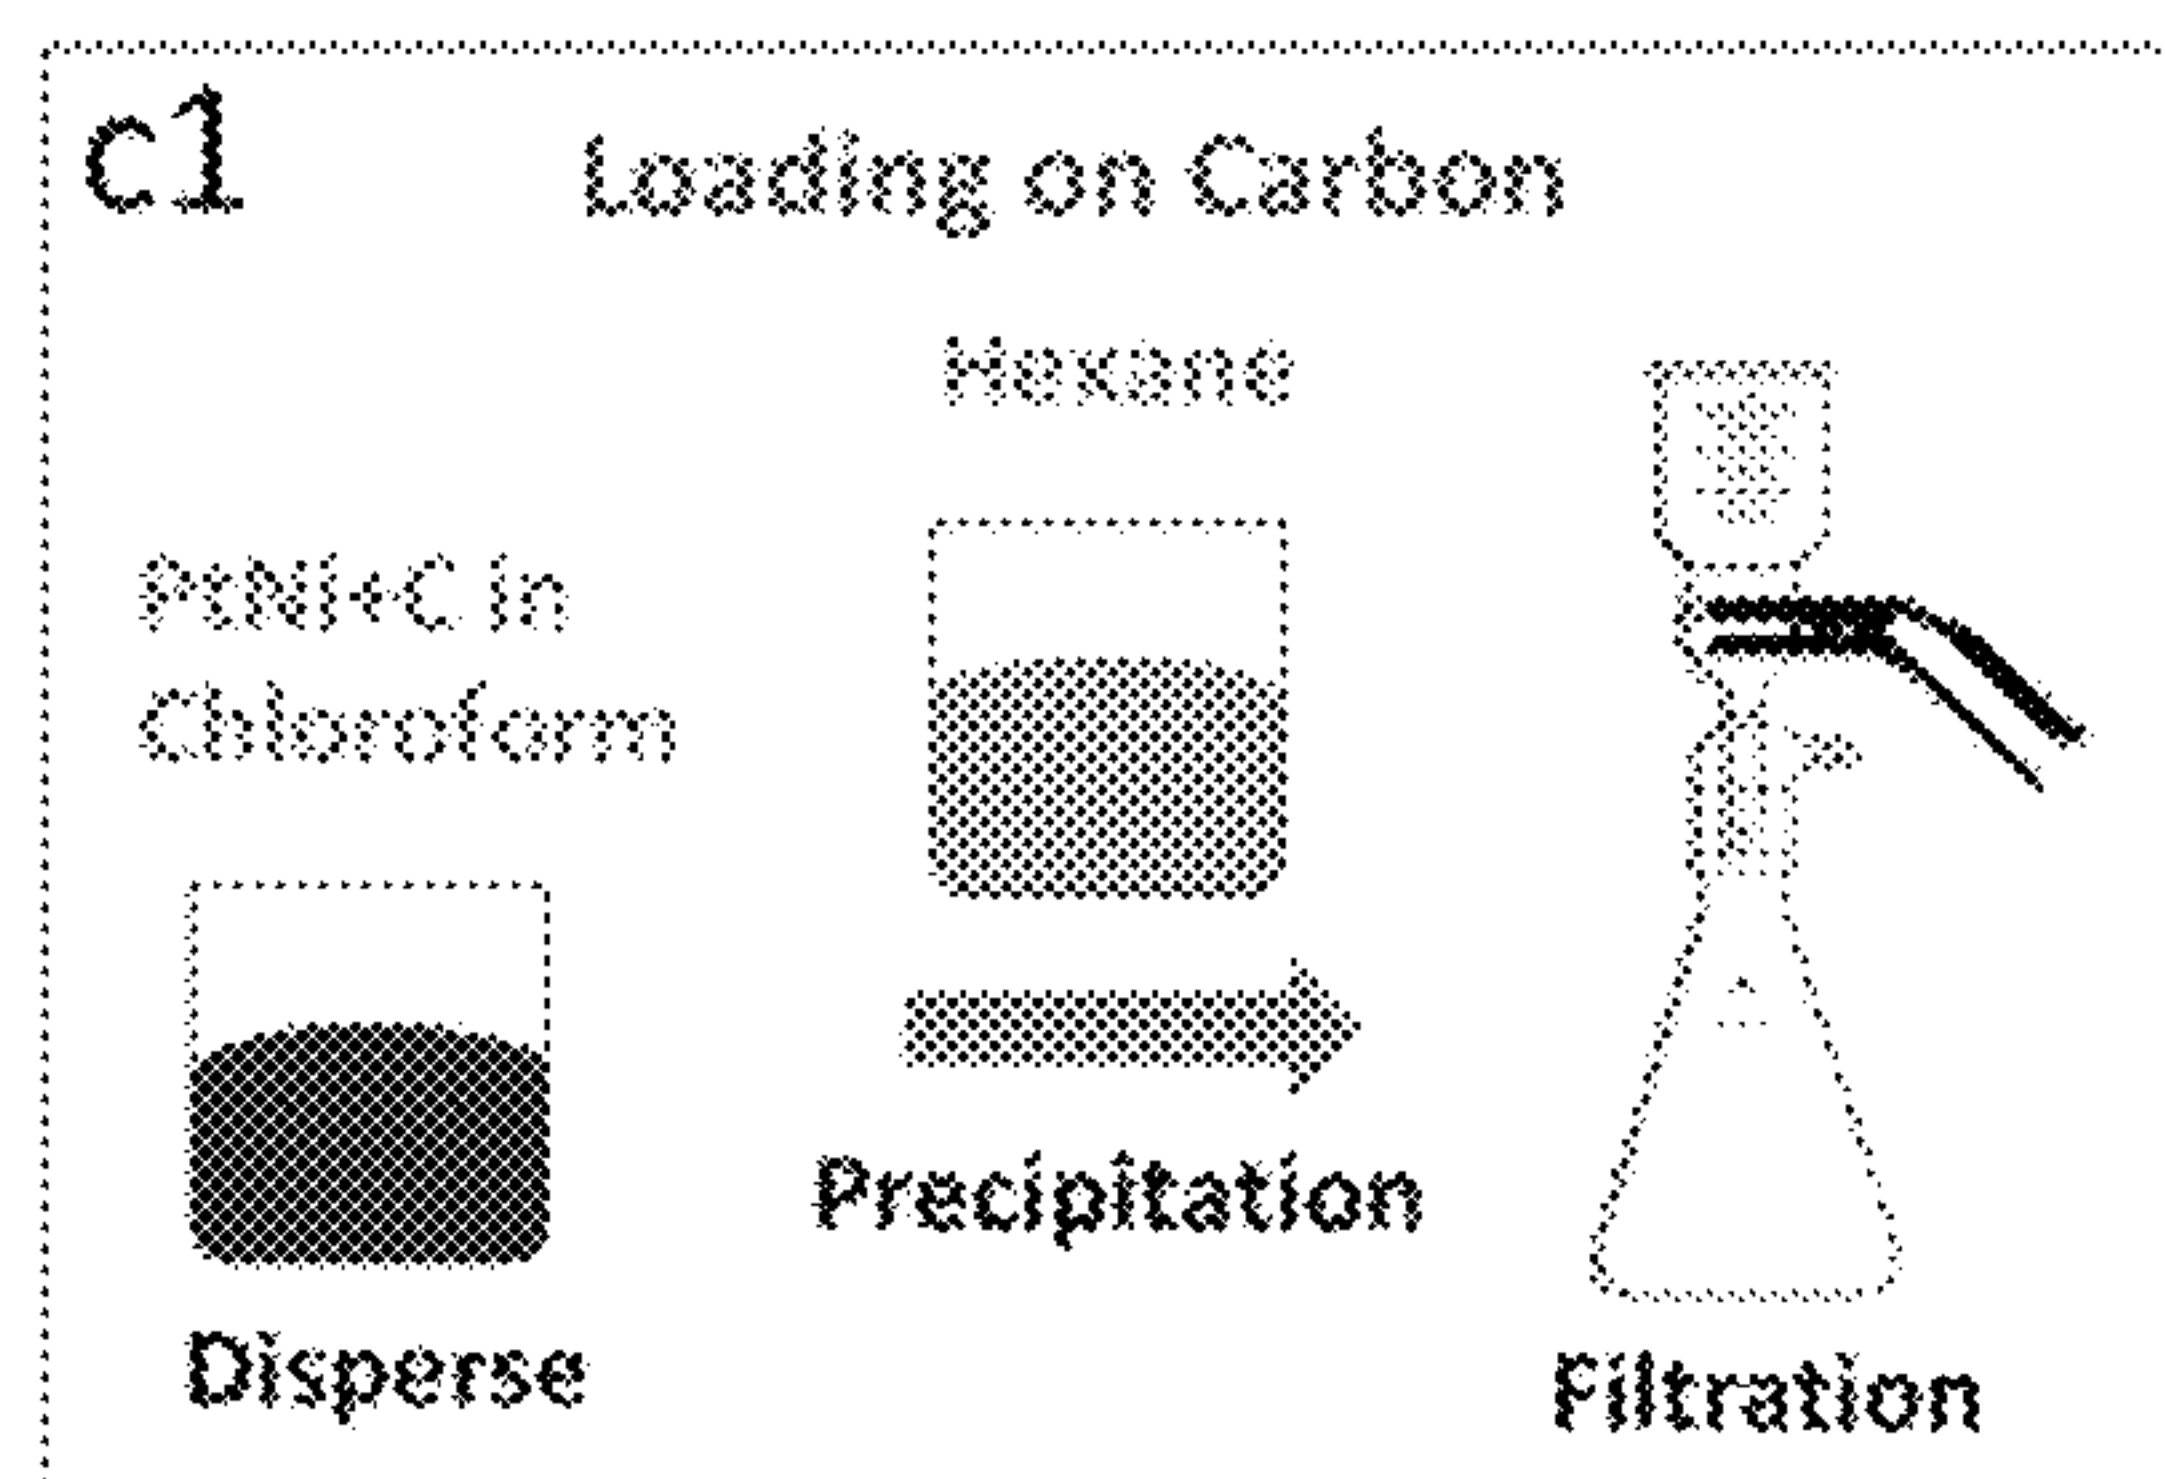 c1
Loading on Carbon
Hexane
PtNi+C in
Chloroform
Precipitation
Disperse
Filtration